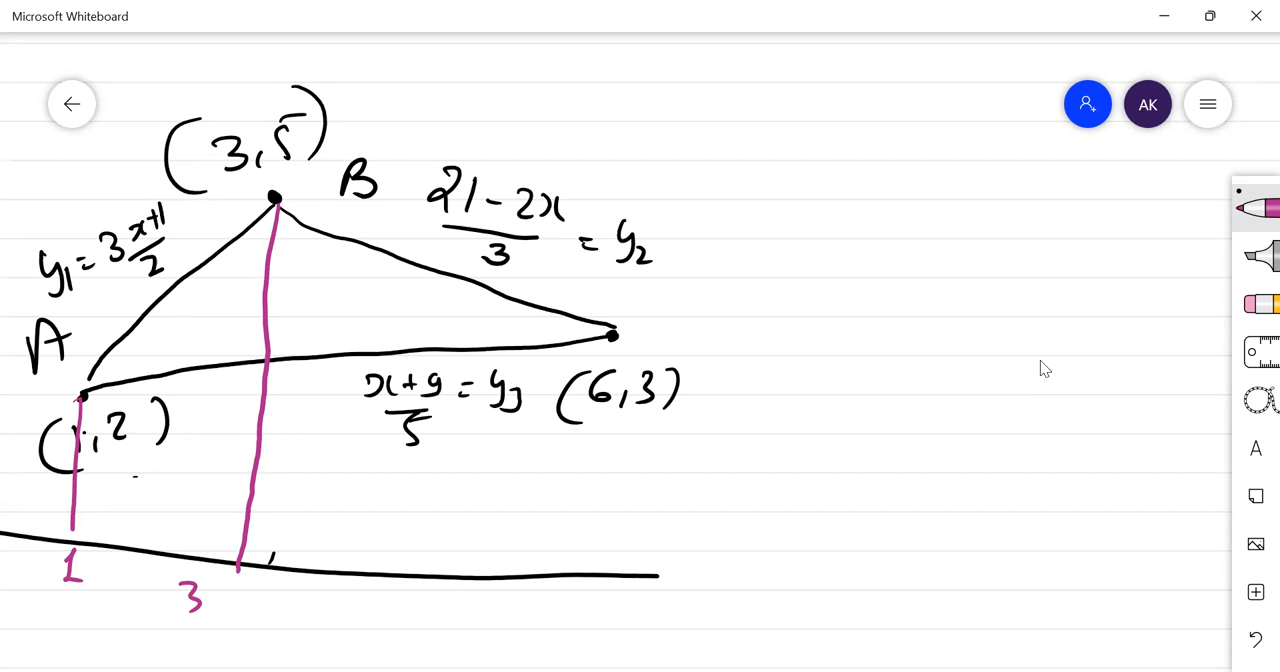 Microsoft Whiteboard
AK
(3,5)
B
y₁ = 3 x+1/2
21-2x/3 = y₂
A
x+9/5 = y₃
(6,3)
(1,2)
1
3
A